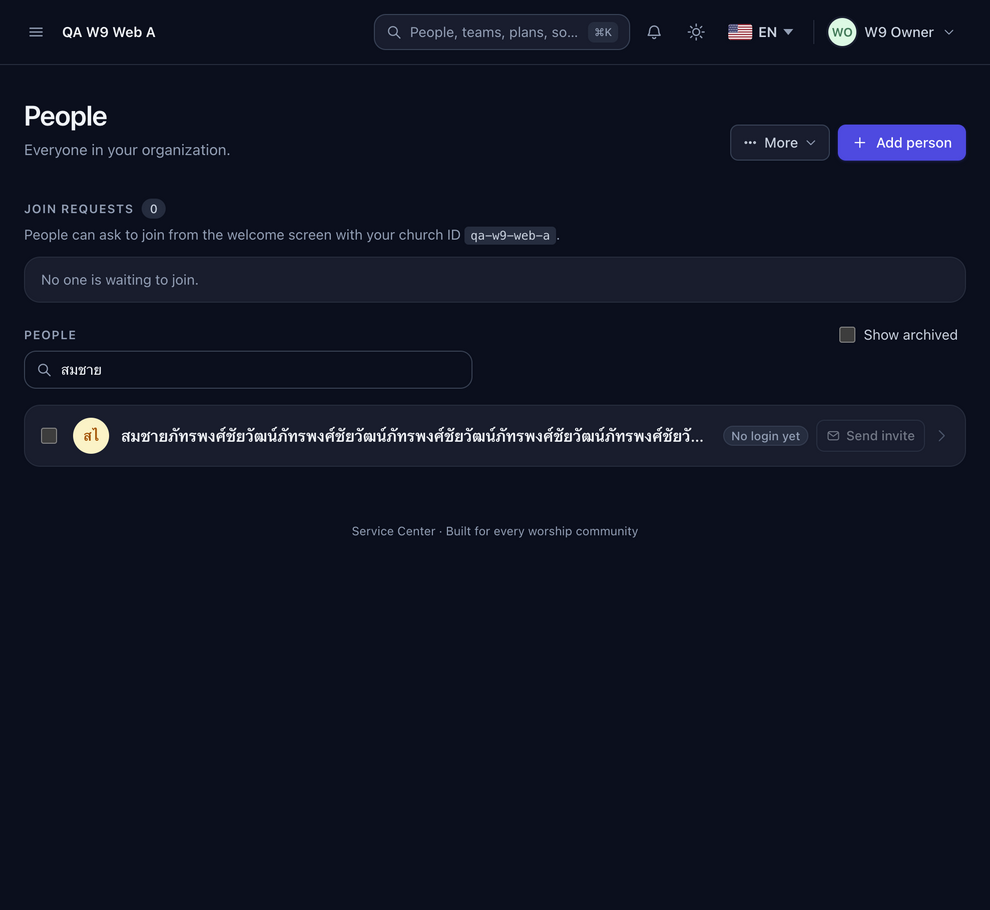 QA W9 Web A
People, teams, plans, so... ⌘K
EN
WO W9 Owner
People
Everyone in your organization.
... More
+ Add person
JOIN REQUESTS 0
People can ask to join from the welcome screen with your church ID qa-w9-web-a.
No one is waiting to join.
PEOPLE
Show archived
สมชาย
สไ สมชายภัทรพงศ์ชัยวัฒน์ภัทรพงศ์ชัยวัฒน์ภัทรพงศ์ชัยวัฒน์ภัทรพงศ์ชัยวัฒน์ภัทรพงศ์ชัยวั... No login yet Send invite
Service Center · Built for every worship community